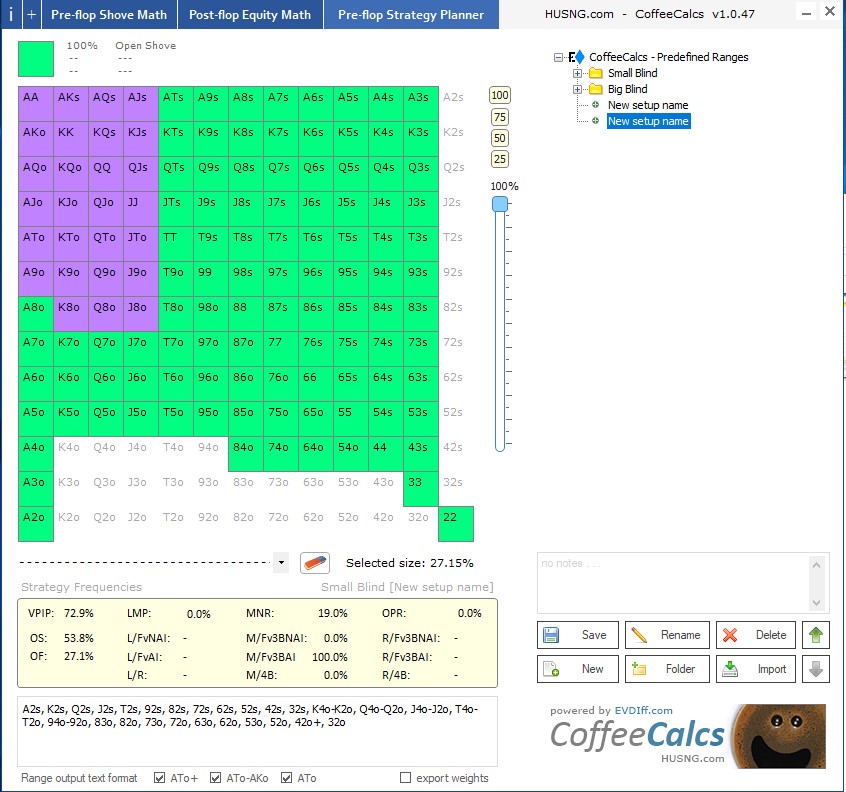 i + Pre-flop Shove Math Post-flop Equity Math Pre-flop Strategy Planner HUSNG.com - CoffeeCalcs v1.0.47
100% Open Shove
-- ---
-- ---
AA AKs AQs AJs ATs A9s A8s A7s A6s A5s A4s A3s A2s
AKo KK KQs KJs KTs K9s K8s K7s K6s K5s K4s K3s K2s
AQo KQo QQ QJs QTs Q9s Q8s Q7s Q6s Q5s Q4s Q3s Q2s
AJo KJo QJo JJ JTs J9s J8s J7s J6s J5s J4s J3s J2s
ATo KTo QTo JTo TT T9s T8s T7s T6s T5s T4s T3s T2s
A9o K9o Q9o J9o T9o 99 98s 97s 96s 95s 94s 93s 92s
A8o K8o Q8o J8o T8o 98o 88 87s 86s 85s 84s 83s 82s
A7o K7o Q7o J7o T7o 97o 87o 77 76s 75s 74s 73s 72s
A6o K6o Q6o J6o T6o 96o 86o 76o 66 65s 64s 63s 62s
A5o K5o Q5o J5o T5o 95o 85o 75o 65o 55 54s 53s 52s
A4o K4o Q4o J4o T4o 94o 84o 74o 64o 54o 44 43s 42s
A3o K3o Q3o J3o T3o 93o 83o 73o 63o 53o 43o 33 32s
A2o K2o Q2o J2o T2o 92o 82o 72o 62o 52o 42o 32o 22
100
75
50
25
100%
CoffeeCalcs - Predefined Ranges
Small Blind
Big Blind
New setup name
New setup name
Selected size: 27.15%
Strategy Frequencies Small Blind [New setup name]
VPIP: 72.9% LMP: 0.0% MNR: 19.0% OPR: 0.0%
OS: 53.8% L/FvNAI: - M/Fv3BNAI: 0.0% R/Fv3BNAI: -
OF: 27.1% L/FvAI: - M/Fv3BAI 100.0% R/Fv3BAI: -
L/R: - M/4B: 0.0% R/4B: -
A2s, K2s, Q2s, J2s, T2s, 92s, 82s, 72s, 62s, 52s, 42s, 32s, K4o-K2o, Q4o-Q2o, J4o-J2o, T4o-
T2o, 94o-92o, 83o, 82o, 73o, 72o, 63o, 62o, 53o, 52o, 42o+, 32o
Range output text format ATo+ ATo-AKo ATo export weights
no notes . . .
Save Rename Delete
New Folder Import
powered by EVDiff.com
CoffeeCalcs
HUSNG.com